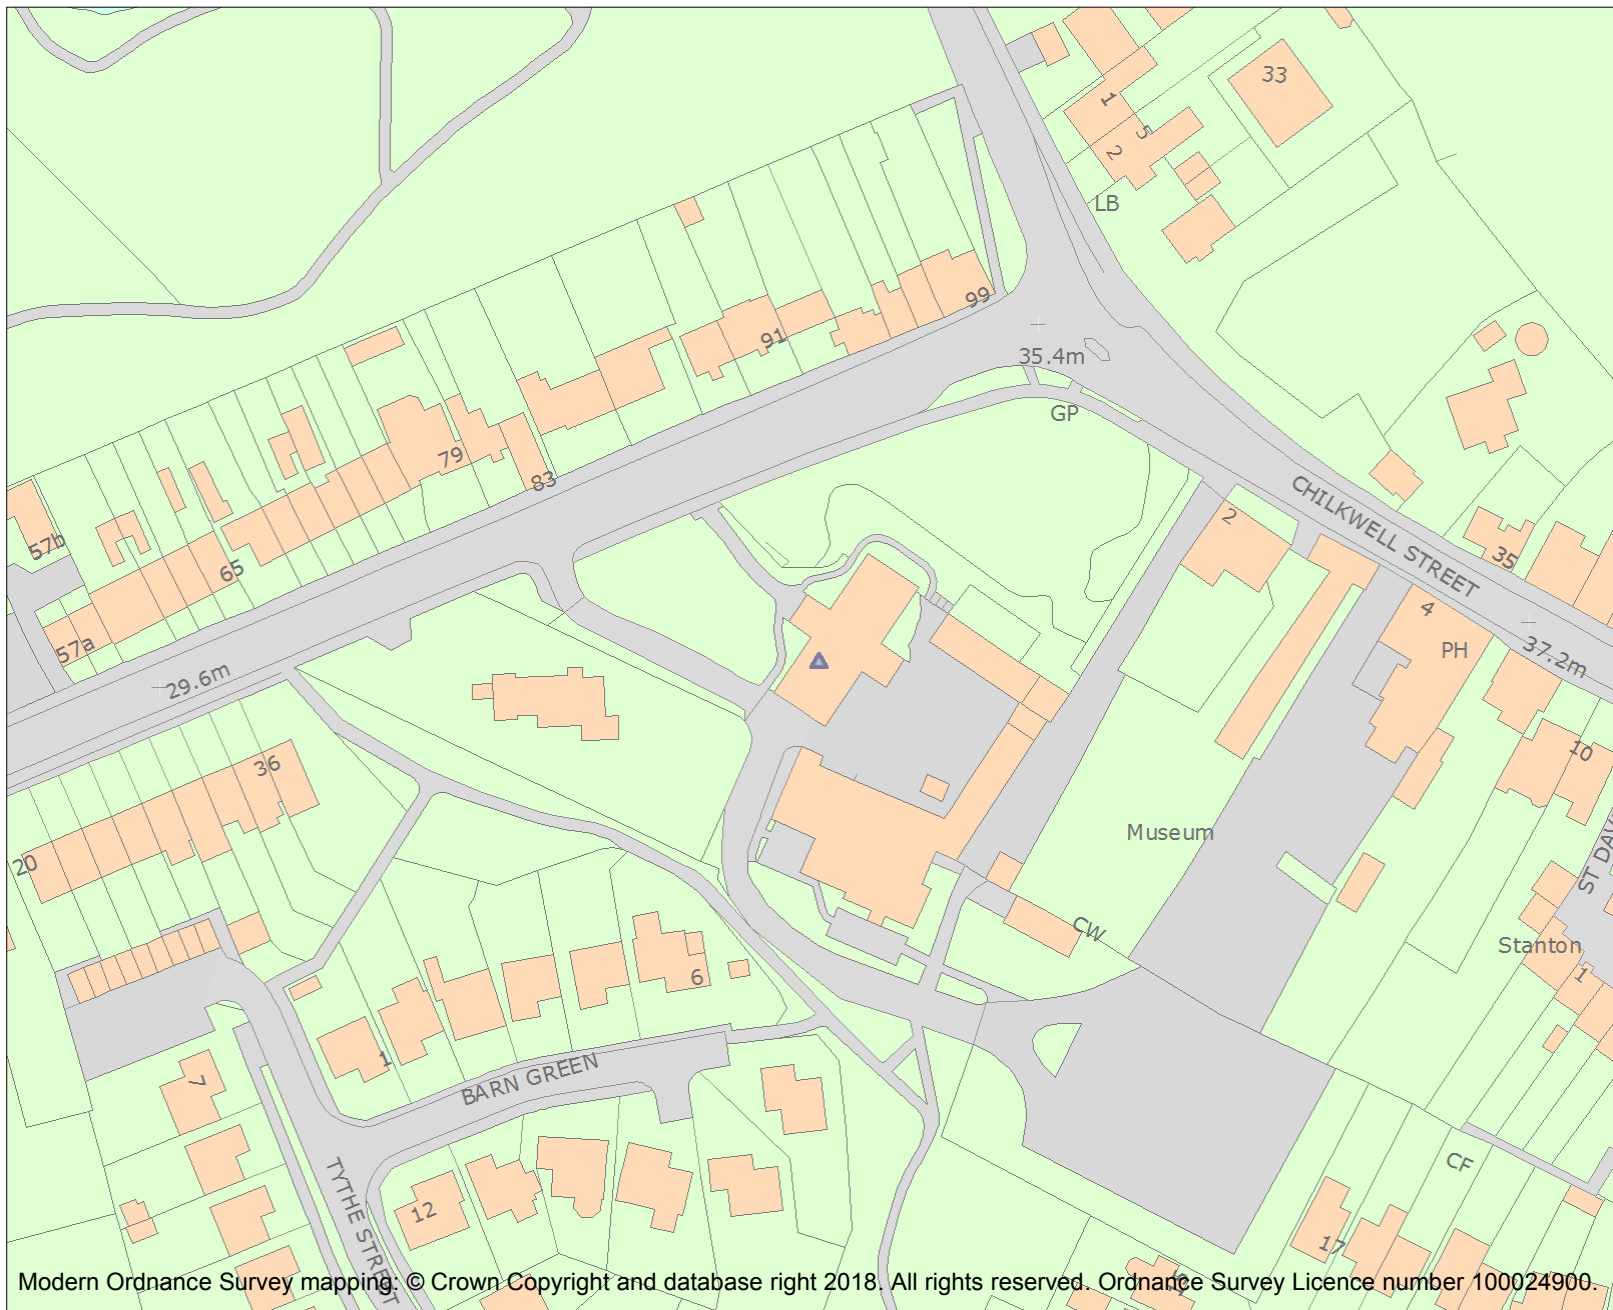 33
1
5
2
LB
99
91
35.4m
GP
79
83
CHILKWELL STREET
2
35
57b
65
4
57a
PH
37.2m
29.6m
36
10
Museum
20
CW
Stanton
6
1
1
7
BARN GREEN
TYTHE STREET
12
CF
17
Modern Ordnance Survey mapping: © Crown Copyright and database right 2018. All rights reserved. Ordnance Survey Licence number 100024900.